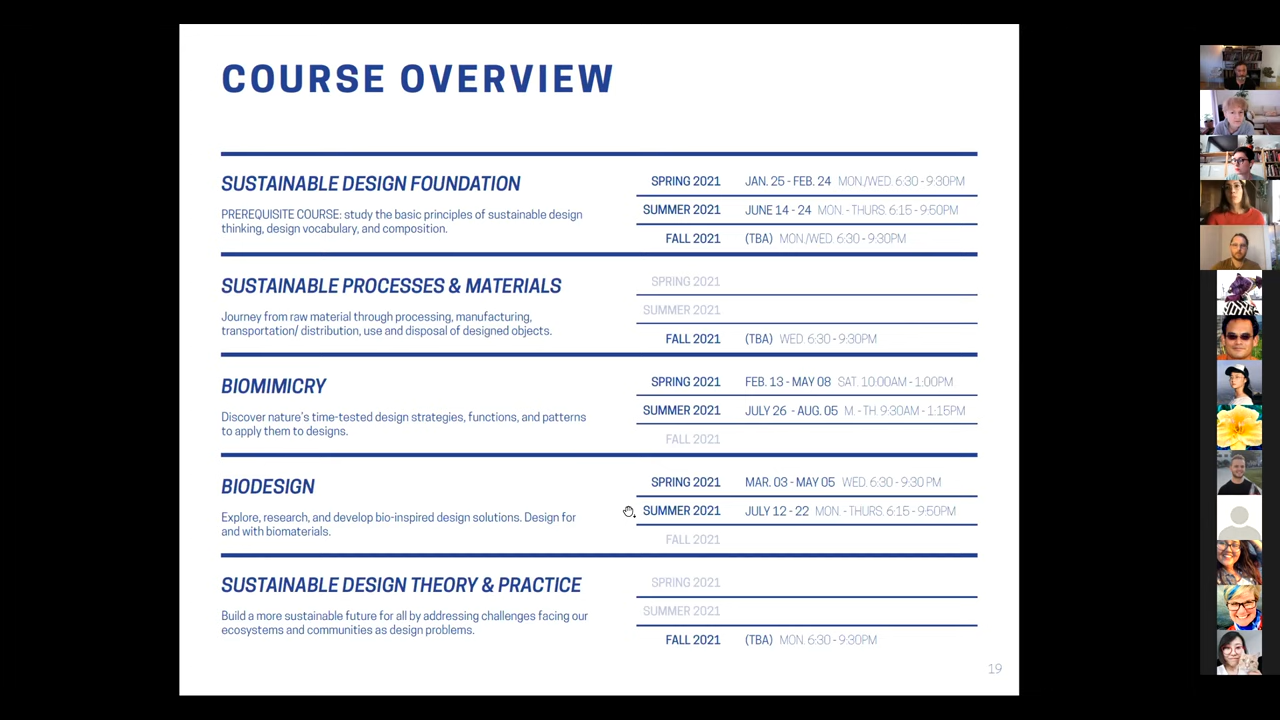 COURSE OVERVIEW
SUSTAINABLE DESIGN FOUNDATION
PREREQUISITE COURSE: study the basic principles of sustainable design
thinking, design vocabulary, and composition.
SPRING 2021 JAN. 25 - FEB. 24 MON./WED. 6:30 - 9:30PM
SUMMER 2021 JUNE 14 - 24 MON. - THURS. 6:15 - 9:50PM
FALL 2021 (TBA) MON./WED. 6:30 - 9:30PM
SUSTAINABLE PROCESSES & MATERIALS
Journey from raw material through processing, manufacturing,
transportation/ distribution, use and disposal of designed objects.
SPRING 2021
SUMMER 2021
FALL 2021 (TBA) WED. 6:30 - 9:30PM
BIOMIMICRY
Discover nature's time-tested design strategies, functions, and patterns
to apply them to designs.
SPRING 2021 FEB. 13 - MAY 08 SAT. 10:00AM - 1:00PM
SUMMER 2021 JULY 26 - AUG. 05 M. - TH. 9:30AM - 1:15PM
FALL 2021
BIODESIGN
Explore, research, and develop bio-inspired design solutions. Design for
and with biomaterials.
SPRING 2021 MAR. 03 - MAY 05 WED. 6:30 - 9:30 PM
SUMMER 2021 JULY 12 - 22 MON. - THURS. 6:15 - 9:50PM
FALL 2021
SUSTAINABLE DESIGN THEORY & PRACTICE
Build a more sustainable future for all by addressing challenges facing our
ecosystems and communities as design problems.
SPRING 2021
SUMMER 2021
FALL 2021 (TBA) MON. 6:30 - 9:30PM
19